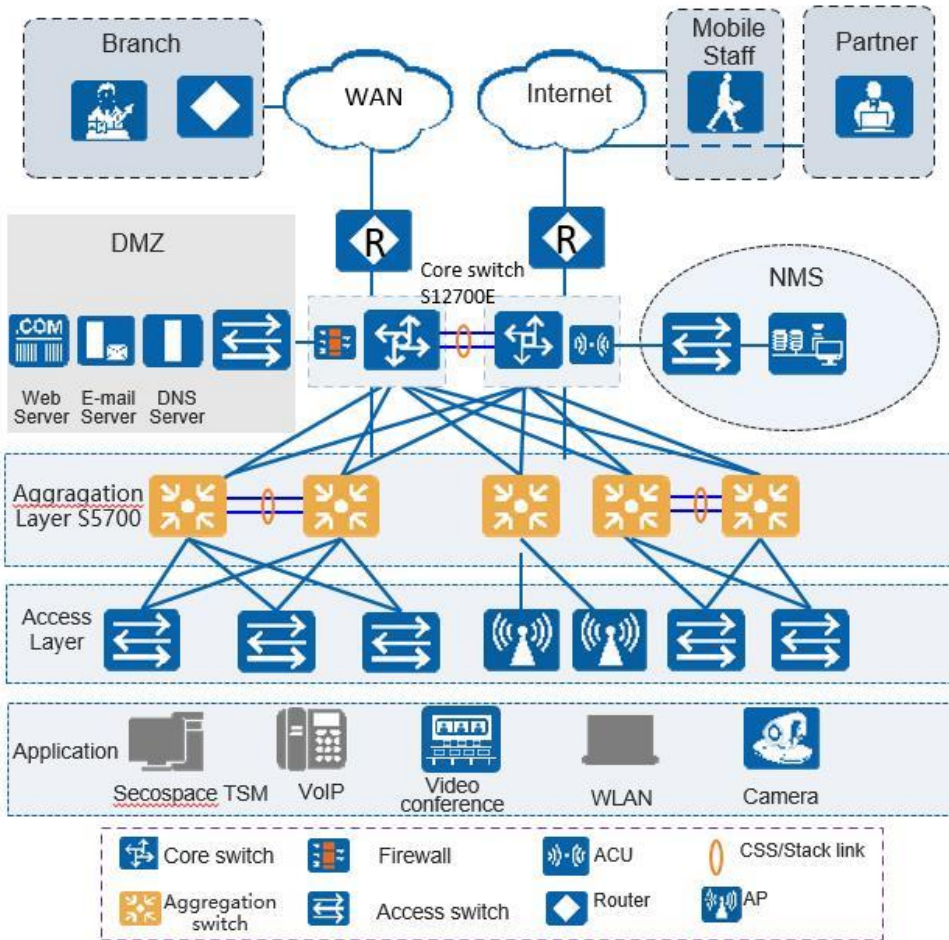 Branch
WAN
Internet
Mobile
Staff
Partner
R
R
DMZ
Core switch
S12700E
NMS
.COM
Web
Server
E-mail
Server
DNS
Server
Aggragation
Layer S5700
Access
Layer
Application
Secospace TSM
VoIP
Video
conference
WLAN
Camera
Core switch
Firewall
ACU
CSS/Stack link
Aggregation
switch
Access switch
Router
AP